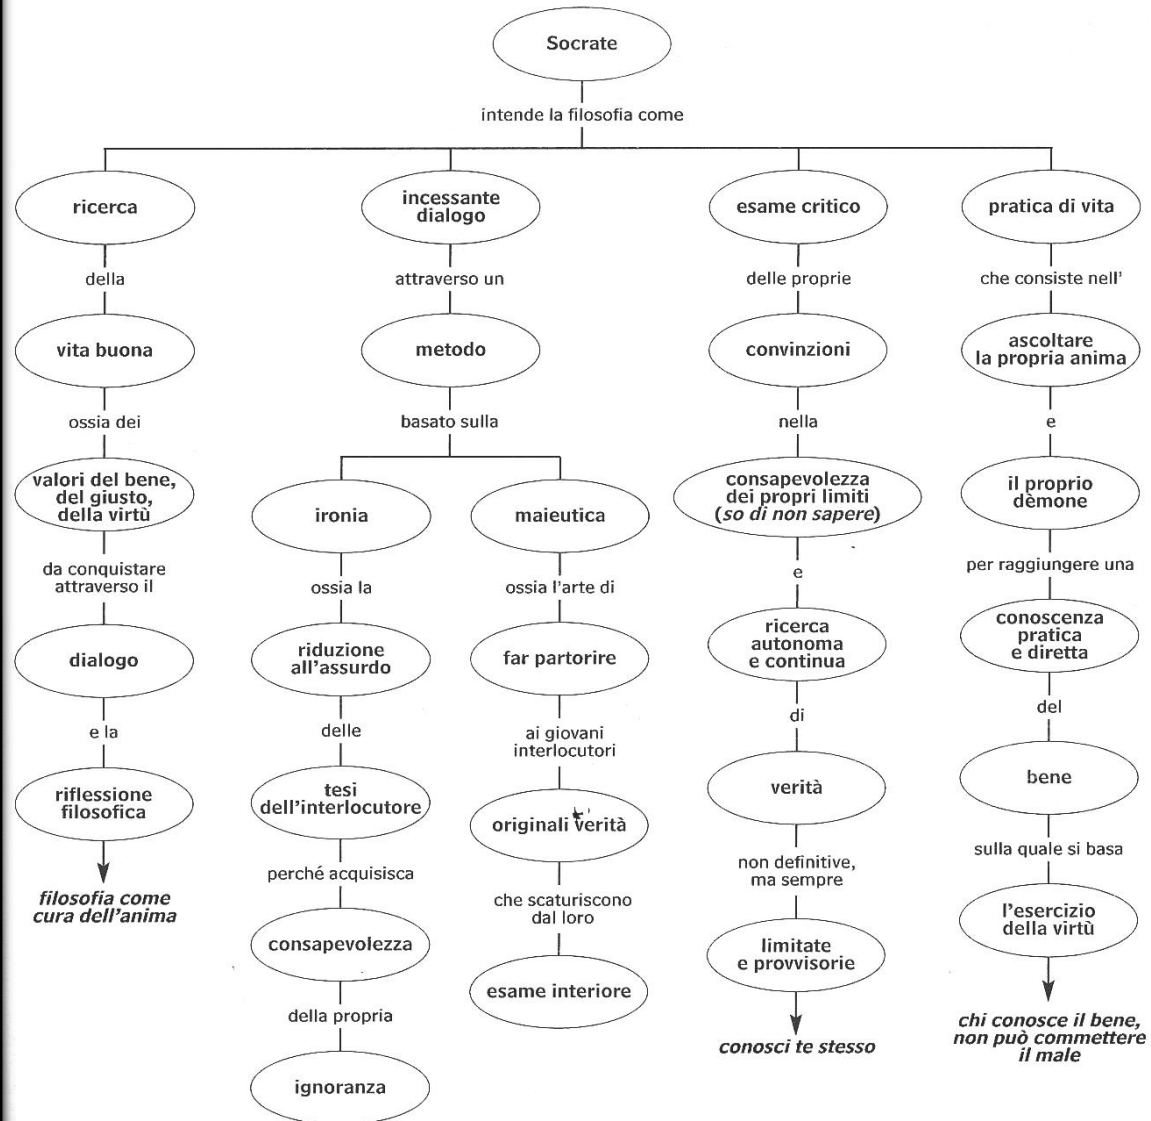 Socrate
intende la filosofia come
ricerca
della
vita buona
ossia dei
valori del bene,
del giusto,
della virtù
da conquistare
attraverso il
dialogo
e la
riflessione
filosofica
filosofia come
cura dell'anima
incessante
dialogo
attraverso un
metodo
basato sulla
ironia
ossia la
riduzione
all'assurdo
delle
tesi
dell'interlocutore
perché acquisisca
consapevolezza
della propria
ignoranza
maieutica
ossia l'arte di
far partorire
ai giovani
interlocutori
originali verità
che scaturiscono
dal loro
esame interiore
esame critico
delle proprie
convinzioni
nella
consapevolezza
dei propri limiti
(so di non sapere)
e
ricerca
autonoma
e continua
di
verità
non definitive,
ma sempre
limitate
e provvisorie
conosci te stesso
pratica di vita
che consiste nell'
ascoltare
la propria anima
e
il proprio
dèmone
per raggiungere una
conoscenza
pratica
e diretta
del
bene
sulla quale si basa
l'esercizio
della virtù
chi conosce il bene,
non può commettere
il male